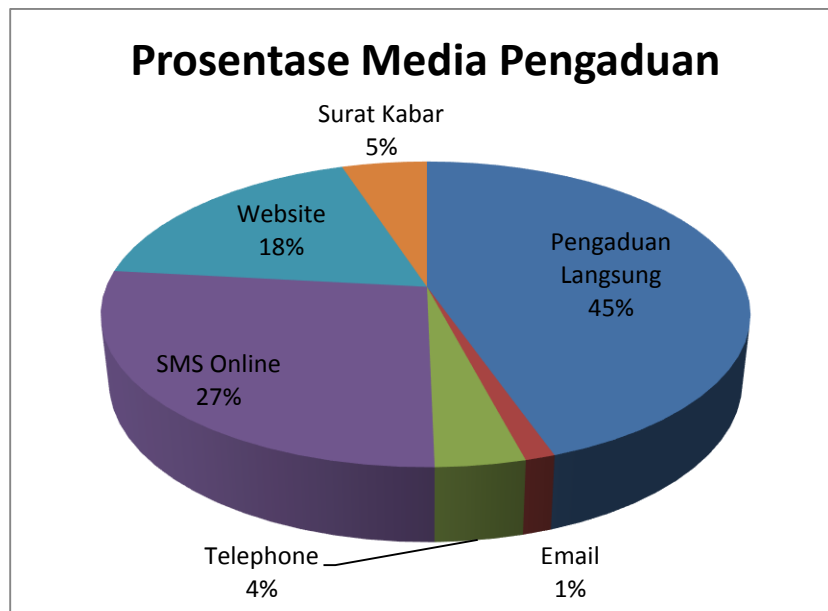 Prosentase Media Pengaduan
Surat Kabar
5%
Website
18%
Pengaduan
Langsung
45%
SMS Online
27%
Telephone
4%
Email
1%